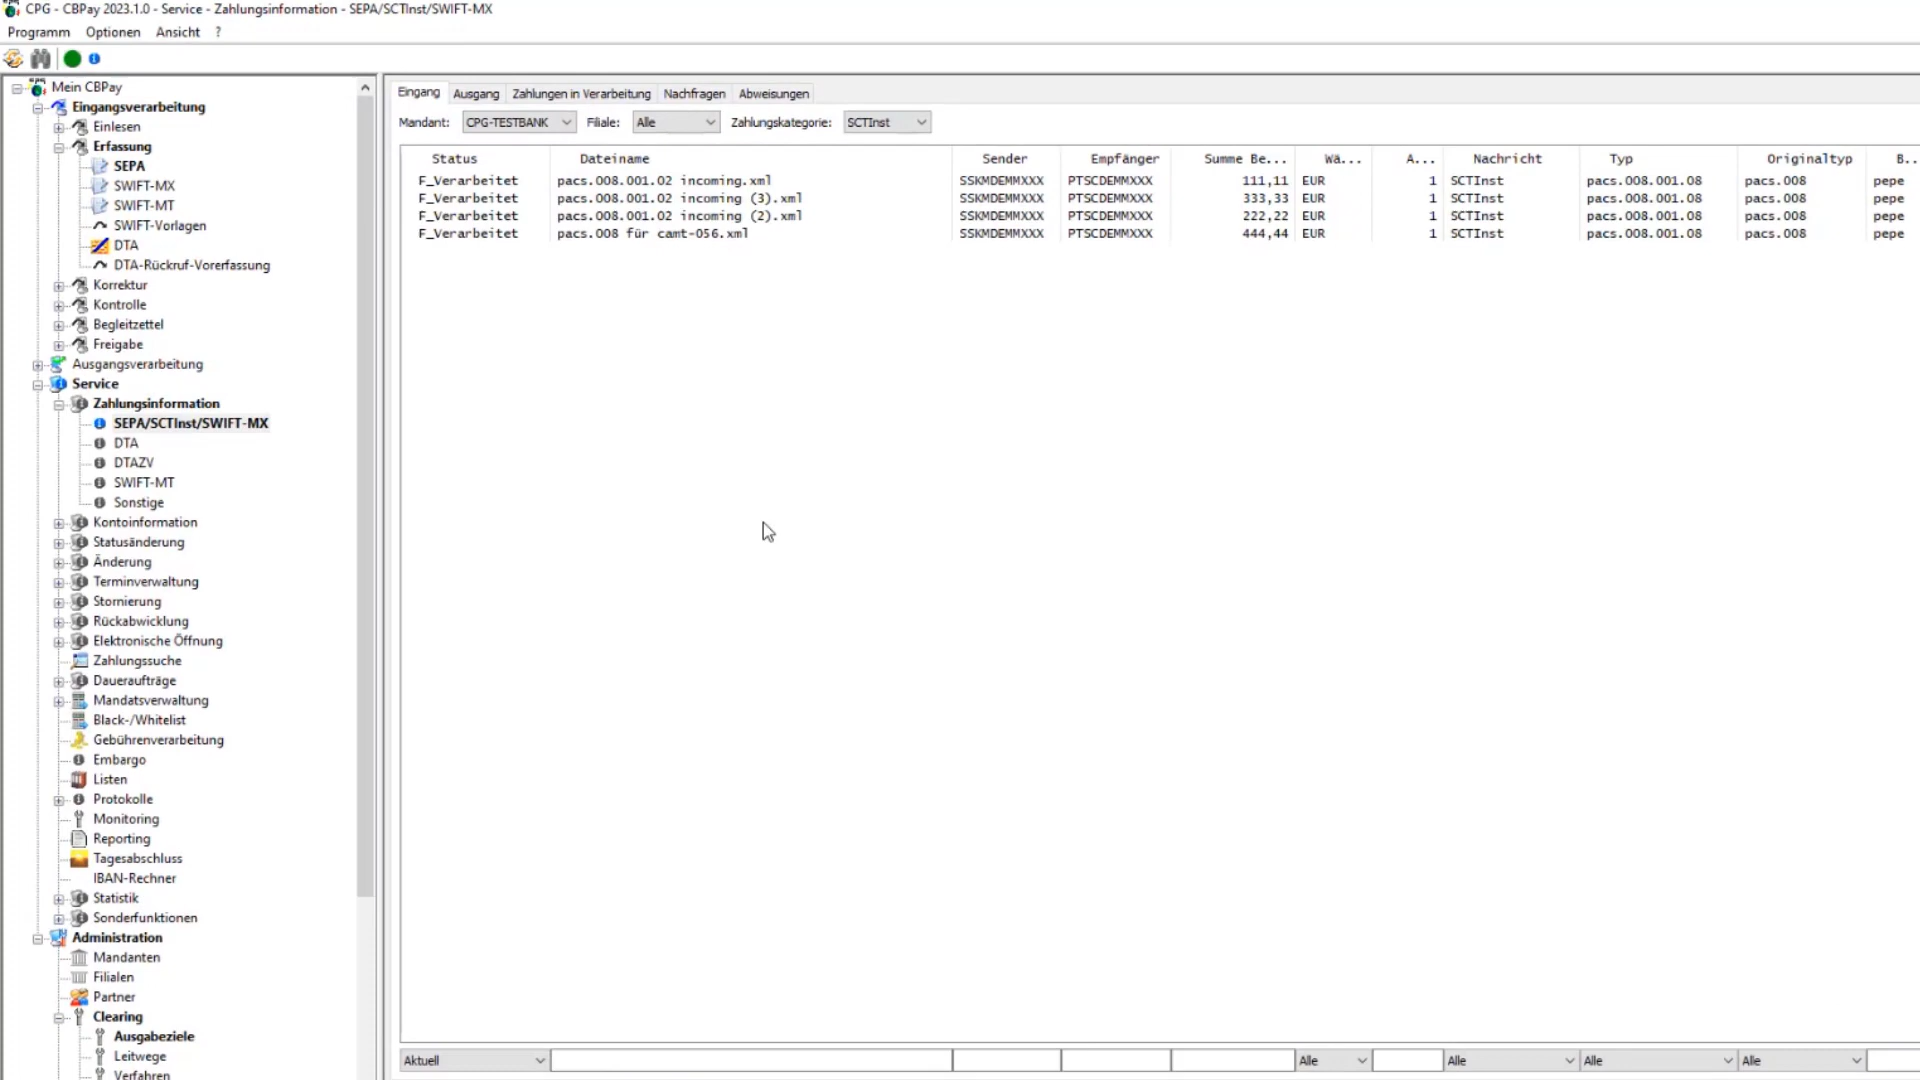 CPG - CBPay 2023.1.0 - Service - Zahlungsinformation - SEPA/SCTInst/SWIFT-MX
Programm Optionen Ansicht ?
Mein CBPay
Eingangsverarbeitung
Einlesen
Erfassung
SEPA
SWIFT-MX
SWIFT-MT
SWIFT-Vorlagen
DTA
DTA-Rückruf-Vorerfassung
Korrektur
Kontrolle
Begleitzettel
Freigabe
Ausgangsverarbeitung
Service
Zahlungsinformation
SEPA/SCTInst/SWIFT-MX
DTA
DTAZV
SWIFT-MT
Sonstige
Kontoinformation
Statusänderung
Änderung
Terminverwaltung
Stornierung
Rückabwicklung
Elektronische Öffnung
Zahlungssuche
Daueraufträge
Mandatsverwaltung
Black-/Whitelist
Gebührenverarbeitung
Embargo
Listen
Protokolle
Monitoring
Reporting
Tagesabschluss
IBAN-Rechner
Statistik
Sonderfunktionen
Administration
Mandanten
Filialen
Partner
Clearing
Ausgabeziele
Leitwege
Verfahren
Eingang Ausgang Zahlungen in Verarbeitung Nachfragen Abweisungen
Mandant: CPG-TESTBANK Filiale: Alle Zahlungskategorie: SCTInst
Status Dateiname Sender Empfänger Summe Be... Wä... A... Nachricht Typ Originaltyp B..
F_Verarbeitet pacs.008.001.02 incoming.xml SSKMDEMMXXX PTSCDEMMXXX 111,11 EUR 1 SCTInst pacs.008.001.08 pacs.008 pepe
F_Verarbeitet pacs.008.001.02 incoming (3).xml SSKMDEMMXXX PTSCDEMMXXX 333,33 EUR 1 SCTInst pacs.008.001.08 pacs.008 pepe
F_Verarbeitet pacs.008.001.02 incoming (2).xml SSKMDEMMXXX PTSCDEMMXXX 222,22 EUR 1 SCTInst pacs.008.001.08 pacs.008 pepe
F_Verarbeitet pacs.008 für camt-056.xml SSKMDEMMXXX PTSCDEMMXXX 444,44 EUR 1 SCTInst pacs.008.001.08 pacs.008 pepe
Aktuell Alle Alle Alle Alle